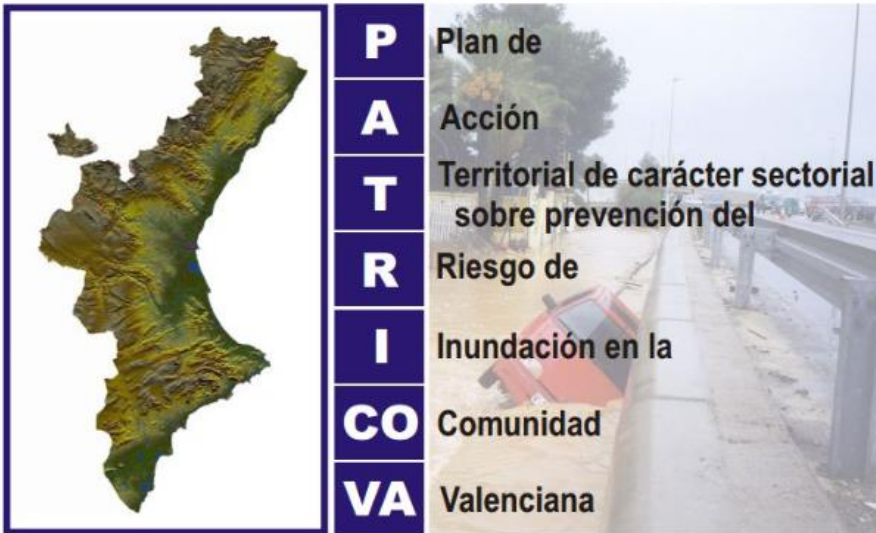 P Plan de
A Acción
T Territorial de carácter sectorial
sobre prevención del
R Riesgo de
I Inundación en la
CO Comunidad
VA Valenciana